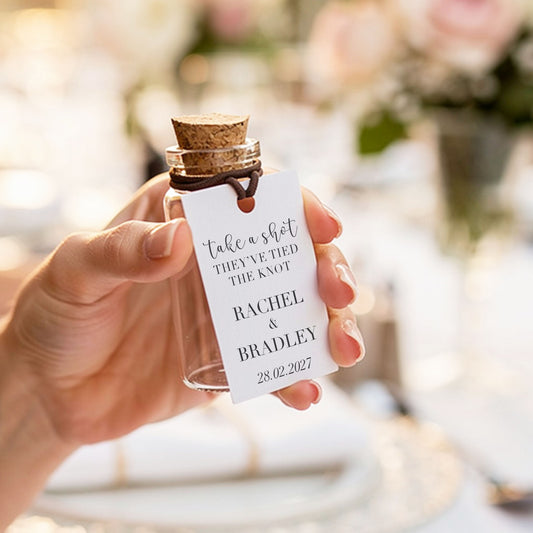 take a shot
THEY'VE TIED
THE KNOT
RACHEL
&
BRADLEY
28.02.2027